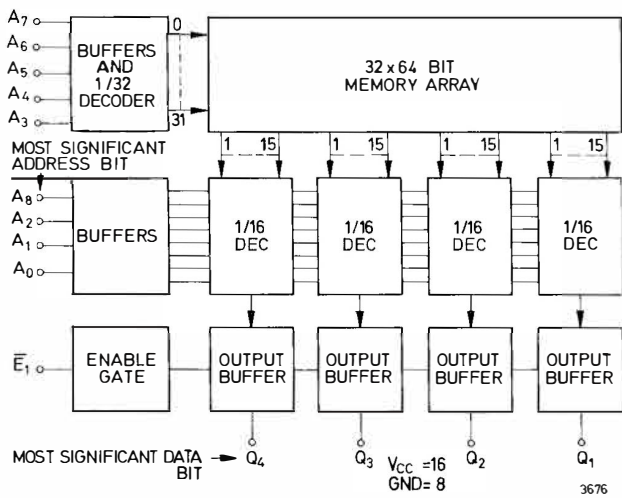 A7
A6
A5
A4
A3
BUFFERS
AND
1/32
DECODER
0
31
32x64 BIT
MEMORY ARRAY
1 15
1 15
1 15
1 15
MOST SIGNIFICANT
ADDRESS BIT
A8
A2
A1
A0
BUFFERS
1/16
DEC
1/16
DEC
1/16
DEC
1/16
DEC
E̅1
ENABLE
GATE
OUTPUT
BUFFER
OUTPUT
BUFFER
OUTPUT
BUFFER
OUTPUT
BUFFER
MOST SIGNIFICANT DATA
BIT
Q4
Q3
VCC =16
GND= 8
Q2
Q1
3676